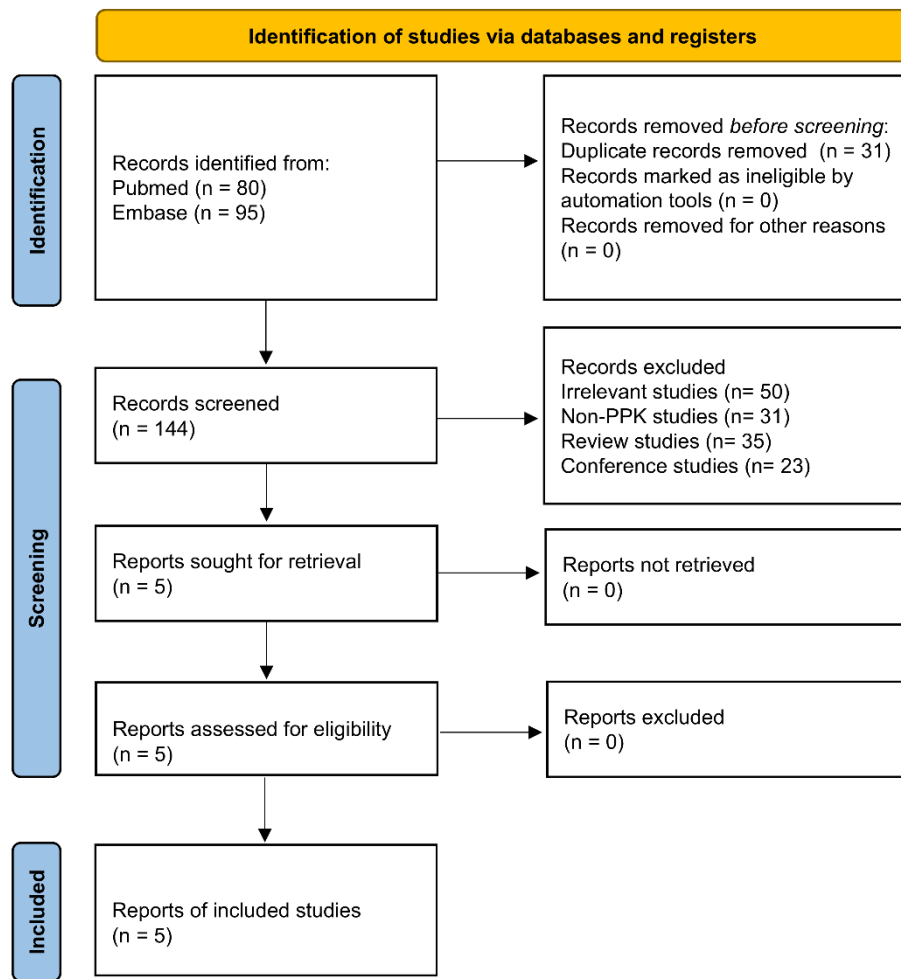 Identification of studies via databases and registers
Identification
Records identified from:
Pubmed (n = 80)
Embase (n = 95)
Records removed before screening:
Duplicate records removed (n = 31)
Records marked as ineligible by
automation tools (n = 0)
Records removed for other reasons
(n = 0)
Screening
Records screened
(n = 144)
Records excluded
Irrelevant studies (n= 50)
Non-PPK studies (n= 31)
Review studies (n= 35)
Conference studies (n= 23)
Reports sought for retrieval
(n = 5)
Reports not retrieved
(n = 0)
Reports assessed for eligibility
(n = 5)
Reports excluded
(n = 0)
Included
Reports of included studies
(n = 5)